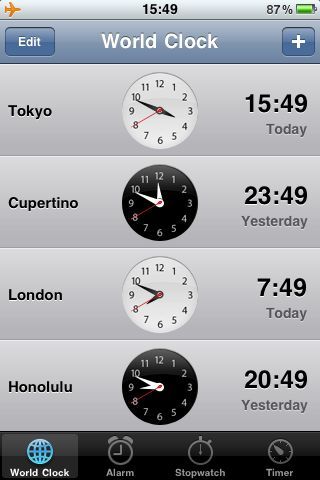 15:49
87%
Edit
World Clock
+
Tokyo
12 1 2 3 4 5 6 7 8 9 10 11
15:49
Today
Cupertino
12 1 2 3 4 5 6 7 8 9 10 11
23:49
Yesterday
London
12 1 2 3 4 5 6 7 8 9 10 11
7:49
Today
Honolulu
12 1 2 3 4 5 6 7 8 9 10 11
20:49
Yesterday
World Clock
Alarm
Stopwatch
Timer